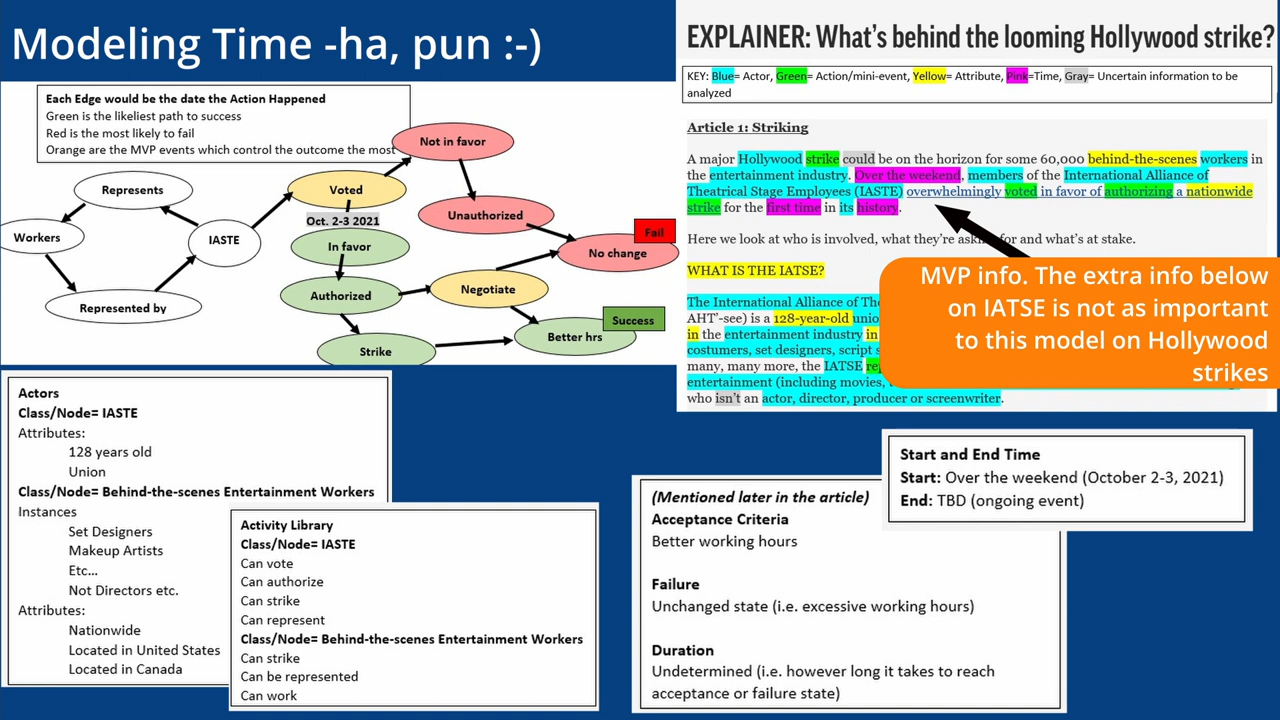 Modeling Time -ha, pun :-)
Each Edge would be the date the Action Happened
Green is the likeliest path to success
Red is the most likely to fail
Orange are the MVP events which control the outcome the most
Represents
Workers
IASTE
Represented by
Voted
Oct. 2-3 2021
In favor
Authorized
Strike
Not in favor
Unauthorized
Fail
No change
Negotiate
Success
Better hrs
EXPLAINER: What's behind the looming Hollywood strike?
KEY: Blue= Actor, Green= Action/mini-event, Yellow= Attribute, Pink=Time, Gray= Uncertain information to be
analyzed
Article 1: Striking
A major Hollywood strike could be on the horizon for some 60,000 behind-the-scenes workers in
the entertainment industry. Over the weekend, members of the International Alliance of
Theatrical Stage Employees (IASTE) overwhelmingly voted in favor of authorizing a nationwide
strike for the first time in its history.
Here we look at who is involved, what they're asking for and what's at stake.
WHAT IS THE IATSE?
The International Alliance of The
AHT'-see) is a 128-year-old unio
in the entertainment industry in
costumers, set designers, script s
many, many more, the IATSE re
entertainment (including movies,
who isn't an actor, director, producer or screenwriter.
MVP info. The extra info below
on IATSE is not as important
to this model on Hollywood
strikes
Actors
Class/Node= IASTE
Attributes:
128 years old
Union
Class/Node= Behind-the-scenes Entertainment Workers
Instances
Set Designers
Makeup Artists
Etc...
Not Directors etc.
Attributes:
Nationwide
Located in United States
Located in Canada
Activity Library
Class/Node= IASTE
Can vote
Can authorize
Can strike
Can represent
Class/Node= Behind-the-scenes Entertainment Workers
Can strike
Can be represented
Can work
(Mentioned later in the article)
Acceptance Criteria
Better working hours
Failure
Unchanged state (i.e. excessive working hours)
Duration
Undetermined (i.e. however long it takes to reach
acceptance or failure state)
Start and End Time
Start: Over the weekend (October 2-3, 2021)
End: TBD (ongoing event)